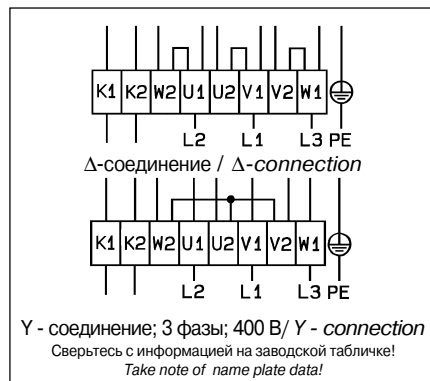 K1 K2 W2 U1 U2 V1 V2 W1
L2 L1 L3 PE
Δ-соединение / Δ-connection
K1 K2 W2 U1 U2 V1 V2 W1
L2 L1 L3 PE
Y - соединение; 3 фазы; 400 В/ Y - connection
Сверьтесь с информацией на заводской табличке!
Take note of name plate data!